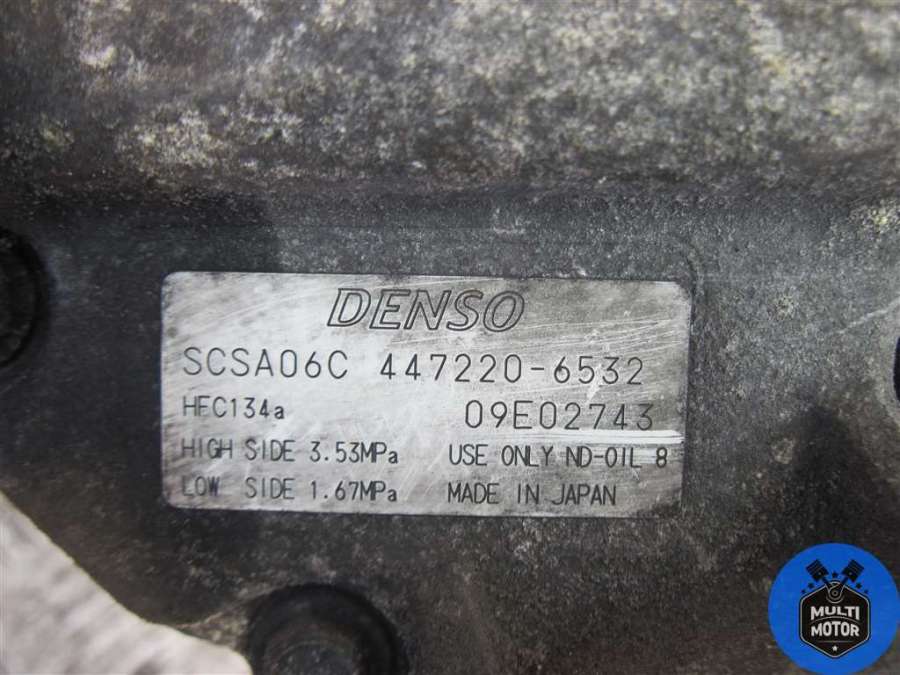 DENSO
SCSA06C 447220-6532
HFC134a 09E02743
HIGH SIDE 3.53MPa USE ONLY ND-OIL 8
LOW SIDE 1.67MPa MADE IN JAPAN
MULTI
MOTOR